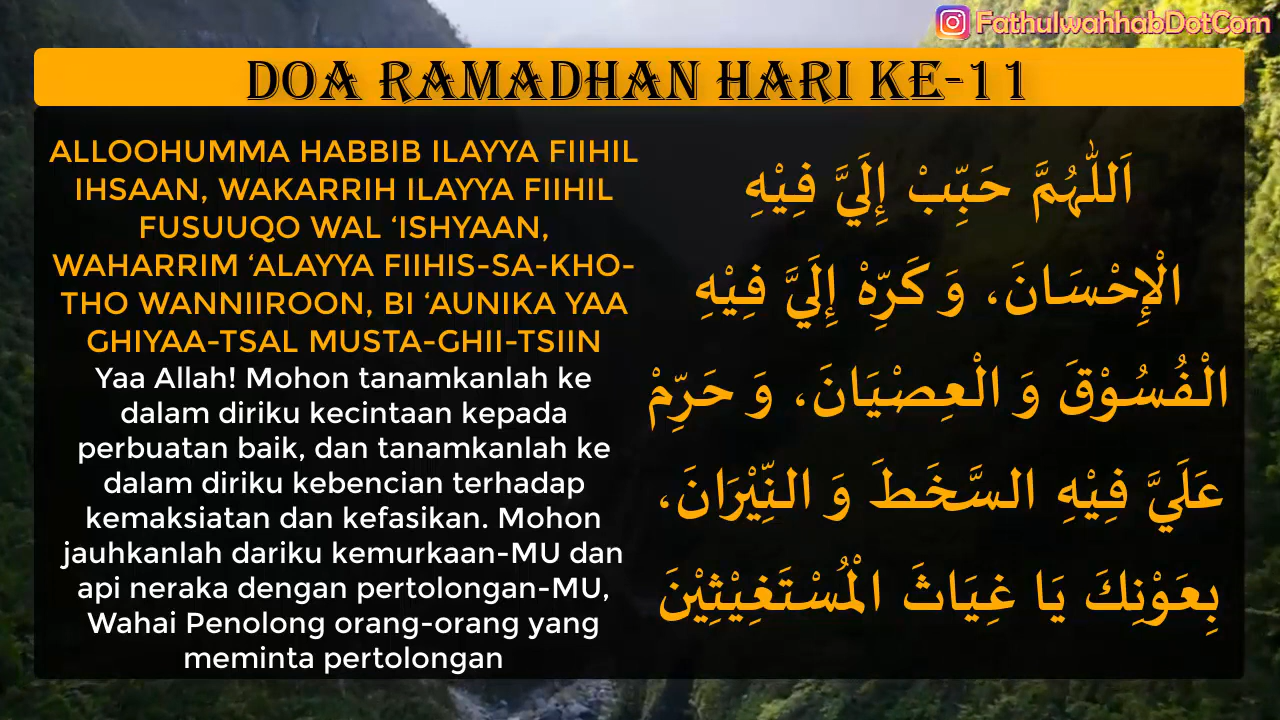 FathulwahhabDotCom
DOA RAMADHAN HARI KE-11
ALLOOHUMMA HABBIB ILAYYA FIIHIL
IHSAAN, WAKARRIH ILAYYA FIIHIL
FUSUUQO WAL ‘ISHYAAN,
WAHARRIM ‘ALAYYA FIIHIS-SA-KHO-
THO WANNIIROON, BI ‘AUNIKA YAA
GHIYAA-TSAL MUSTA-GHII-TSIIN
Yaa Allah! Mohon tanamkanlah ke
dalam diriku kecintaan kepada
perbuatan baik, dan tanamkanlah ke
dalam diriku kebencian terhadap
kemaksiatan dan kefasikan. Mohon
jauhkanlah dariku kemurkaan-MU dan
api neraka dengan pertolongan-MU,
Wahai Penolong orang-orang yang
meminta pertolongan
اَللّٰهُمَّ حَبِّبْ إِلَيَّ فِيْهِ
الْإِحْسَانَ، وَ كَرِّهْ إِلَيَّ فِيْهِ
الْفُسُوْقَ وَ الْعِصْيَانَ، وَ حَرِّمْ
عَلَيَّ فِيْهِ السَّخَطَ وَ النِّيْرَانَ،
بِعَوْنِكَ يَا غِيَاثَ الْمُسْتَغِيْثِيْنَ